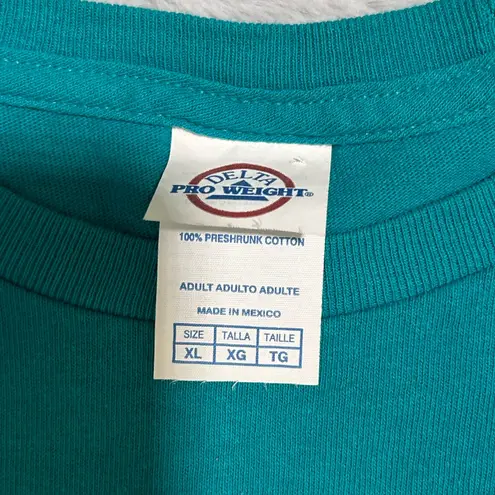 DELTA
PRO WEIGHT®
100% PRESHRUNK COTTON
ADULT ADULTO ADULTE
MADE IN MEXICO
SIZE TALLA TAILLE
XL XG TG